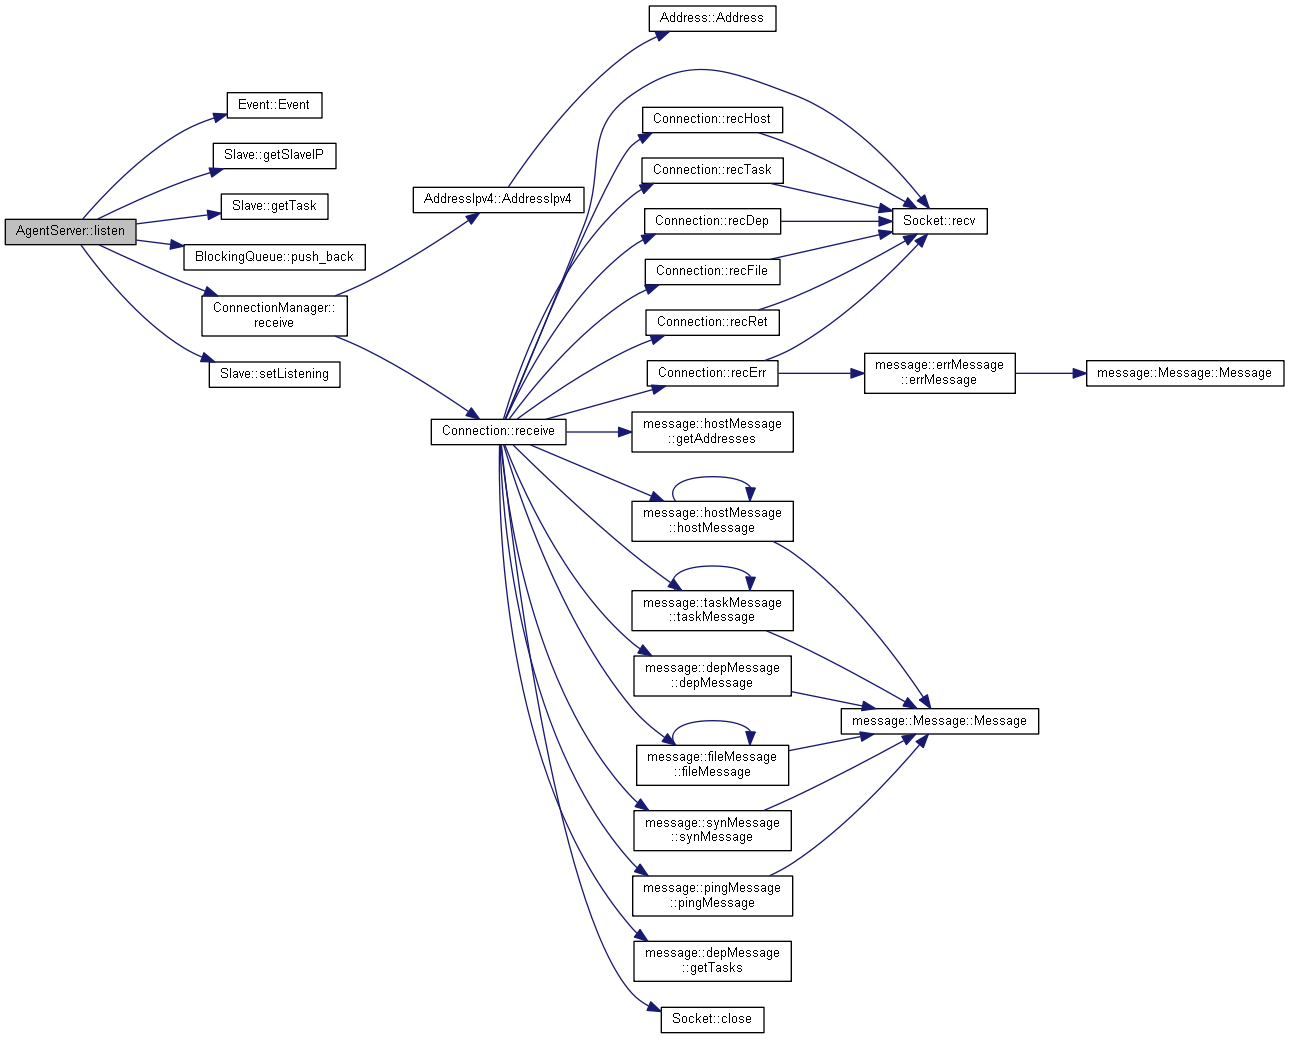 Address::Address
Event::Event
Connection::recHost
Slave::getSlaveIP
Connection::recTask
AddressIpv4::AddressIpv4
Slave::getTask
Connection::recDep
Socket::recv
AgentServer::listen
BlockingQueue::push_back
Connection::recFile
ConnectionManager::
receive
Connection::recRet
Slave::setListening
Connection::recErr
message::errMessage
::errMessage
message::Message::Message
Connection::receive
message::hostMessage
::getAddresses
message::hostMessage
::hostMessage
message::taskMessage
::taskMessage
message::depMessage
::depMessage
message::Message::Message
message::fileMessage
::fileMessage
message::synMessage
::synMessage
message::pingMessage
::pingMessage
message::depMessage
::getTasks
Socket::close